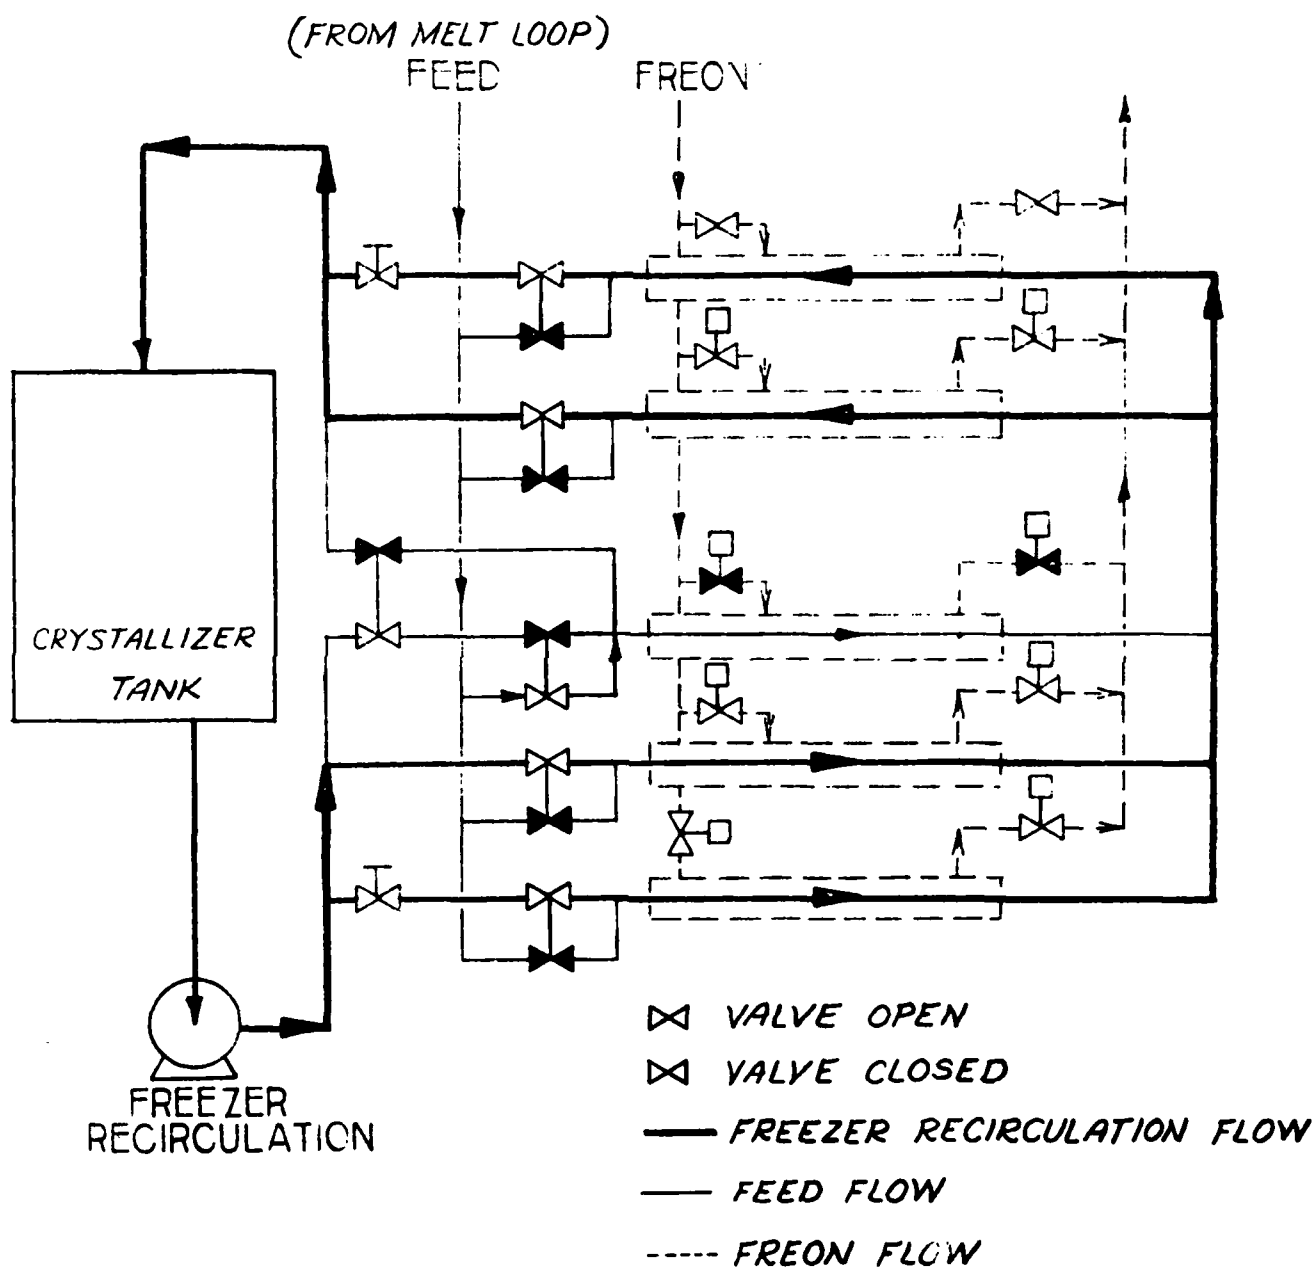 (FROM MELT LOOP)
FEED
FREON
CRYSTALLIZER
TANK
FREEZER
RECIRCULATION
VALVE OPEN
VALVE CLOSED
FREEZER RECIRCULATION FLOW
FEED FLOW
FREON FLOW